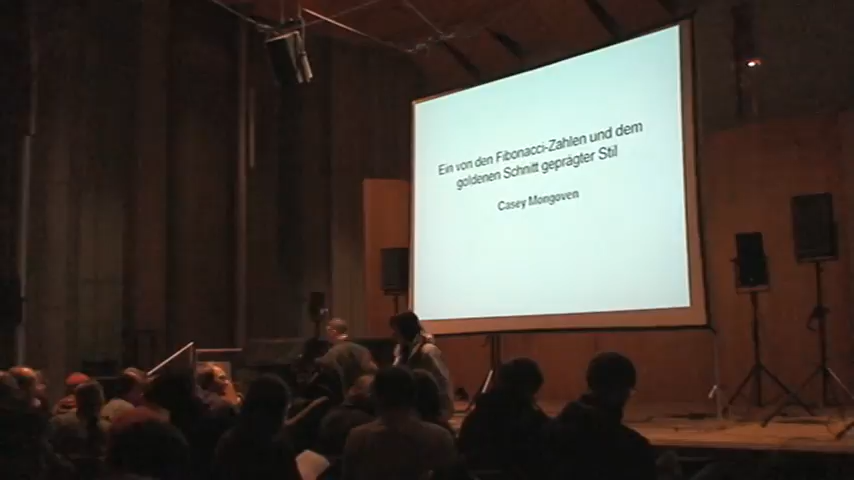 Ein von den Fibonacci-Zahlen und dem
goldenen Schnitt geprägter Stil
Casey Mongoven